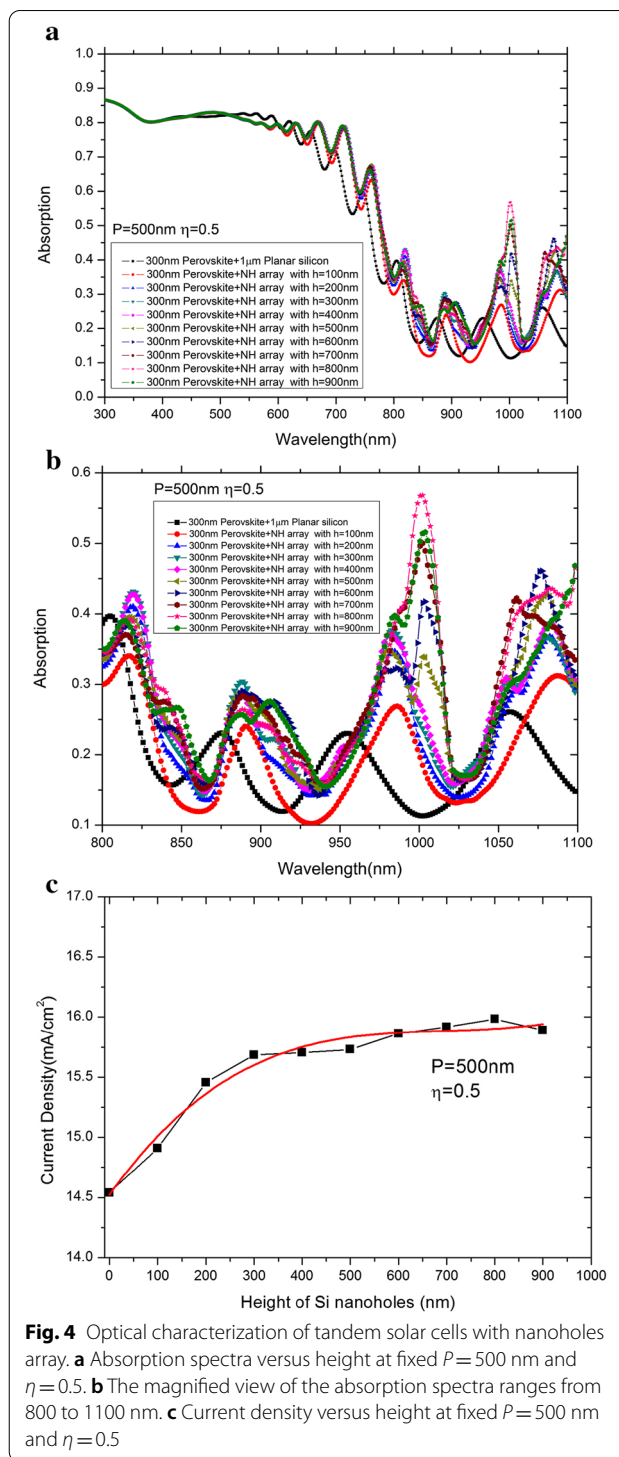 a
1.0
0.9
0.8
0.7
0.6
0.5
0.4
0.3
0.2
0.1
0.0
Absorption
P=500nm η=0.5
300nm Perovskite+1μm Planar silicon
300nm Perovskite+NH array with h=100nm
300nm Perovskite+NH array with h=200nm
300nm Perovskite+NH array with h=300nm
300nm Perovskite+NH array with h=400nm
300nm Perovskite+NH array with h=500nm
300nm Perovskite+NH array with h=600nm
300nm Perovskite+NH array with h=700nm
300nm Perovskite+NH array with h=800nm
300nm Perovskite+NH array with h=900nm
300 400 500 600 700 800 900 1000 1100
Wavelength(nm)
b
0.6
0.5
0.4
0.3
0.2
0.1
Absorption
P=500nm η=0.5
300nm Perovskite+1μm Planar silicon
300nm Perovskite+NH array with h=100nm
300nm Perovskite+NH array with h=200nm
300nm Perovskite+NH array with h=300nm
300nm Perovskite+NH array with h=400nm
300nm Perovskite+NH array with h=500nm
300nm Perovskite+NH array with h=600nm
300nm Perovskite+NH array with h=700nm
300nm Perovskite+NH array with h=800nm
300nm Perovskite+NH array with h=900nm
800 850 900 950 1000 1050 1100
Wavelength(nm)
c
17.0
16.5
16.0
15.5
15.0
14.5
14.0
Current Density(mA/cm²)
P=500nm
η=0.5
0 100 200 300 400 500 600 700 800 900 1000
Height of Si nanoholes (nm)
Fig. 4 Optical characterization of tandem solar cells with nanoholes
array. a Absorption spectra versus height at fixed P = 500 nm and
η = 0.5. b The magnified view of the absorption spectra ranges from
800 to 1100 nm. c Current density versus height at fixed P = 500 nm
and η = 0.5